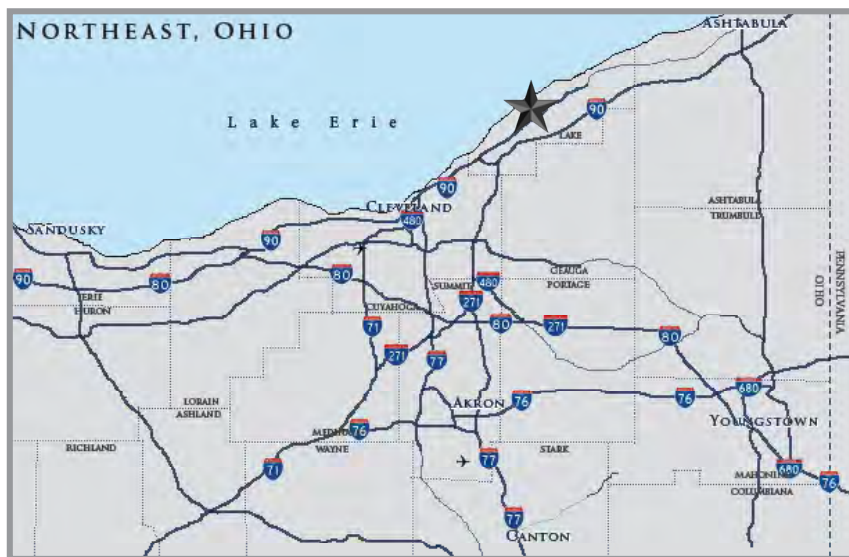 NORTHEAST, OHIO
ASHTABULA
Lake Erie
90
LAKE
90
CLEVELAND
480
ASHTABULA
TRUMBULL
SANDUSKY
90
PENNSYLVANIA
OHIO
90
80
80
SUMMIT
480
GEAUGA
PORTAGE
ERIE
HURON
CUYAHOGA
271
71
80
271
80
271
77
680
LORAIN
ASHLAND
AKRON
76
76
YOUNGSTOWN
MEDINA
WAYNE
76
RICHLAND
STARK
71
77
680
MAHONING
COLUMBIANA
76
77
CANTON